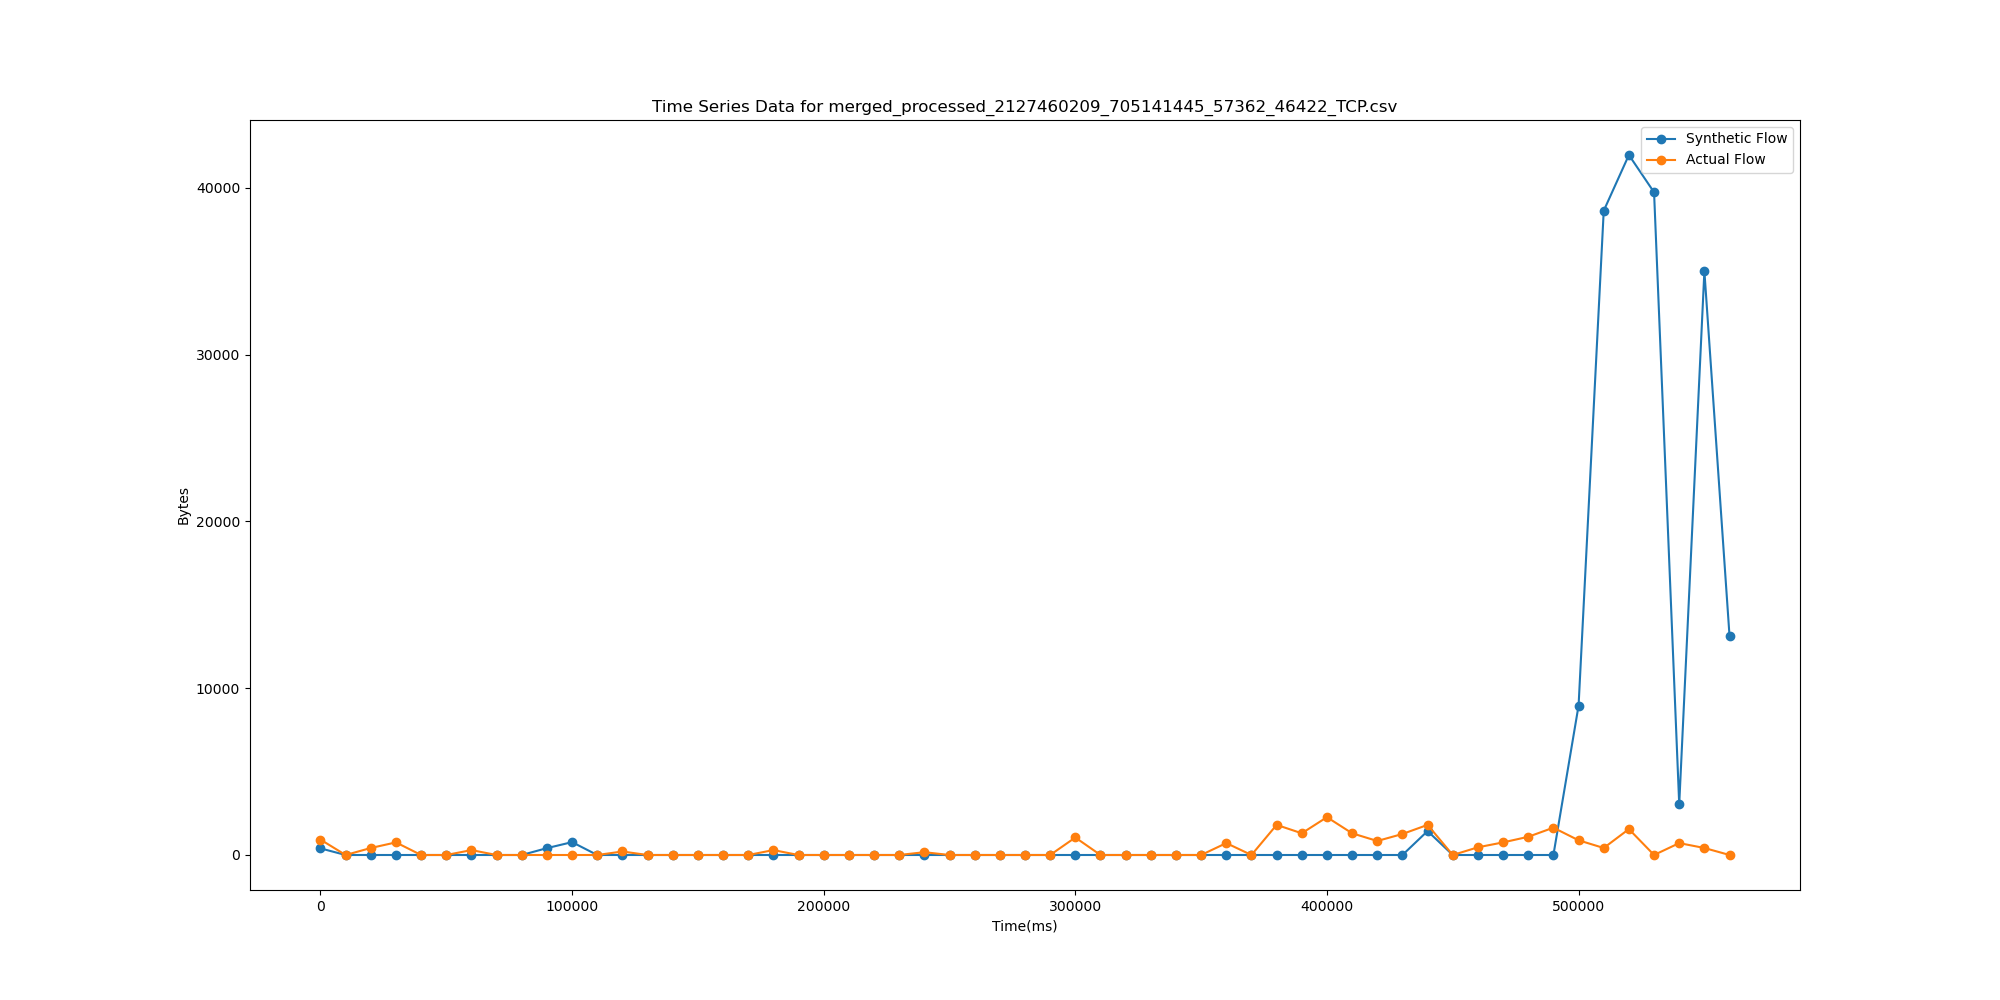 Time Series Data for merged_processed_2127460209_705141445_57362_46422_TCP.csv
Synthetic Flow
Actual Flow
40000
30000
20000
10000
0
Bytes
0 100000 200000 300000 400000 500000
Time(ms)